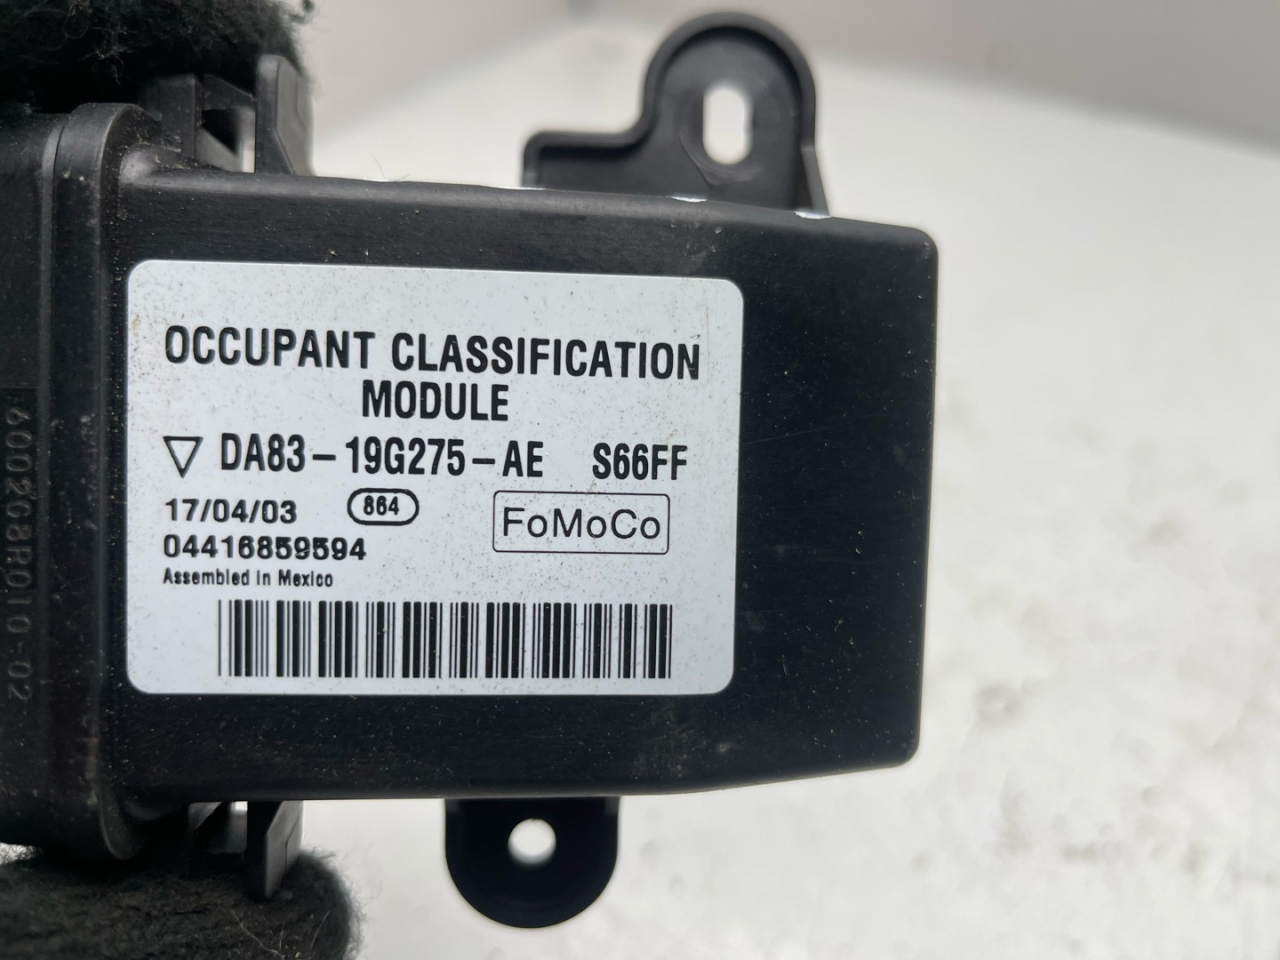 OCCUPANT CLASSIFICATION
MODULE
▽ DA83-19G275-AE S66FF
17/04/03 864 FoMoCo
04416859594
Assembled in Mexico